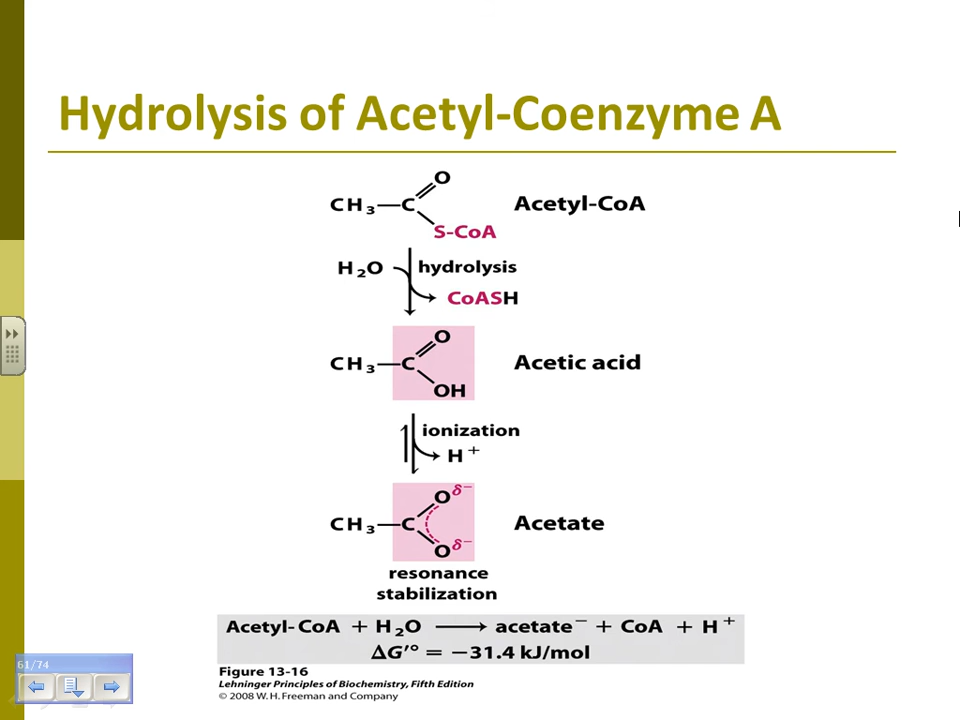 Hydrolysis of Acetyl-Coenzyme A
O
CH₃—C
Acetyl-CoA
S-CoA
H₂O
hydrolysis
CoASH
O
CH₃—C
Acetic acid
OH
ionization
H⁺
O δ⁻
CH₃—C
Acetate
O δ⁻
resonance
stabilization
Acetyl-CoA + H₂O ⟶ acetate⁻ + CoA + H⁺
ΔG′° = −31.4 kJ/mol
Figure 13-16
Lehninger Principles of Biochemistry, Fifth Edition
© 2008 W. H. Freeman and Company
61/74